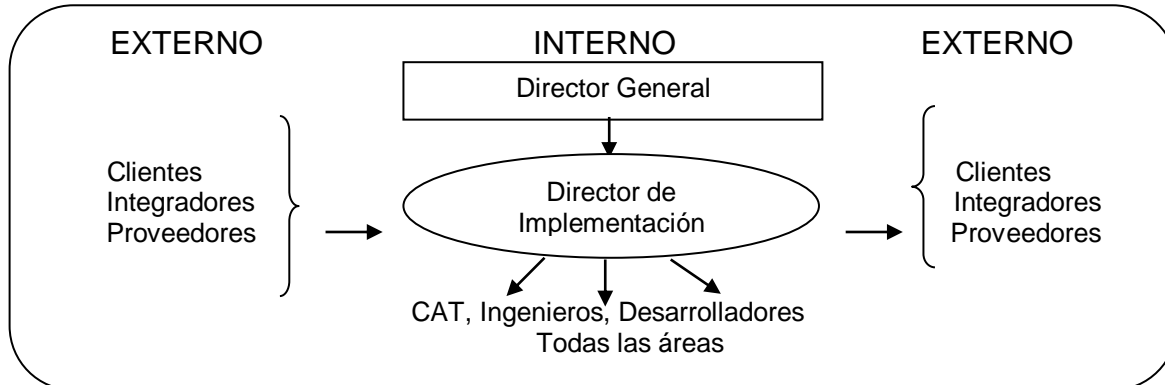 EXTERNO
INTERNO
EXTERNO
Director General
Clientes
Integradores
Proveedores
Director de
Implementación
Clientes
Integradores
Proveedores
CAT, Ingenieros, Desarrolladores
Todas las áreas